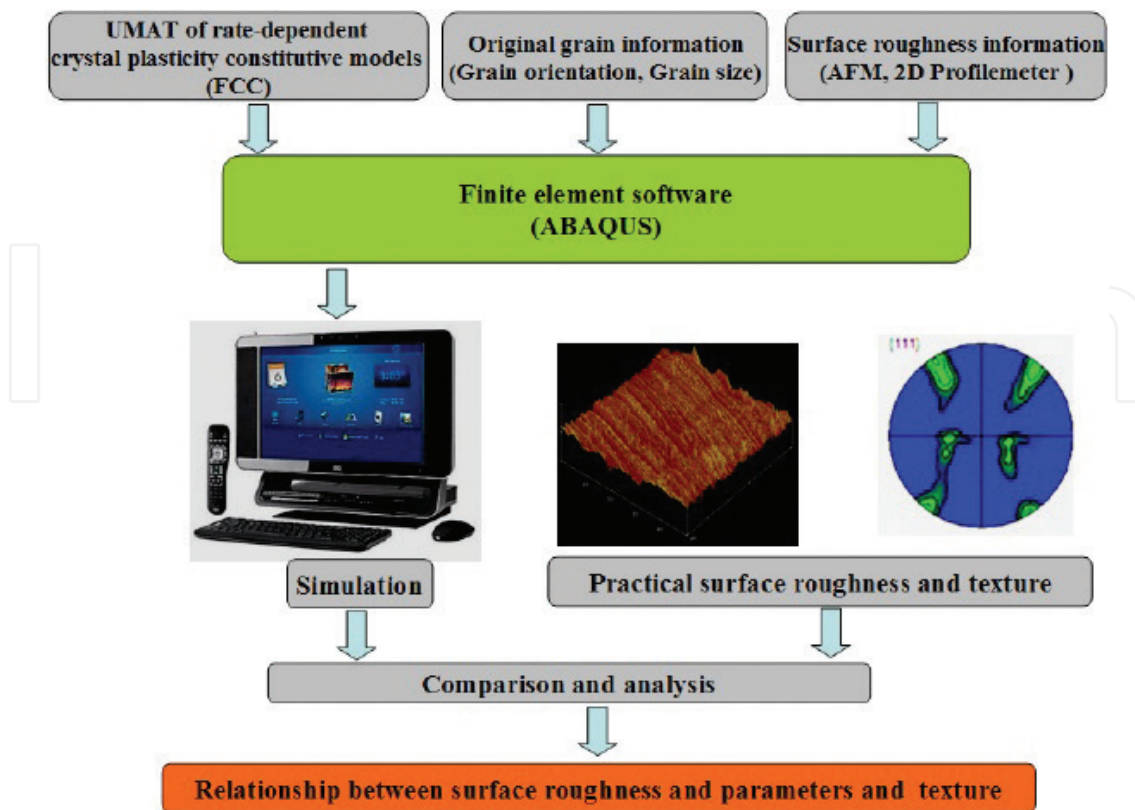 UMAT of rate-dependent
crystal plasticity constitutive models
(FCC)
Original grain information
(Grain orientation, Grain size)
Surface roughness information
(AFM, 2D Profilemeter )
Finite element software
(ABAQUS)
(111)
Simulation
Practical surface roughness and texture
Comparison and analysis
Relationship between surface roughness and parameters and texture